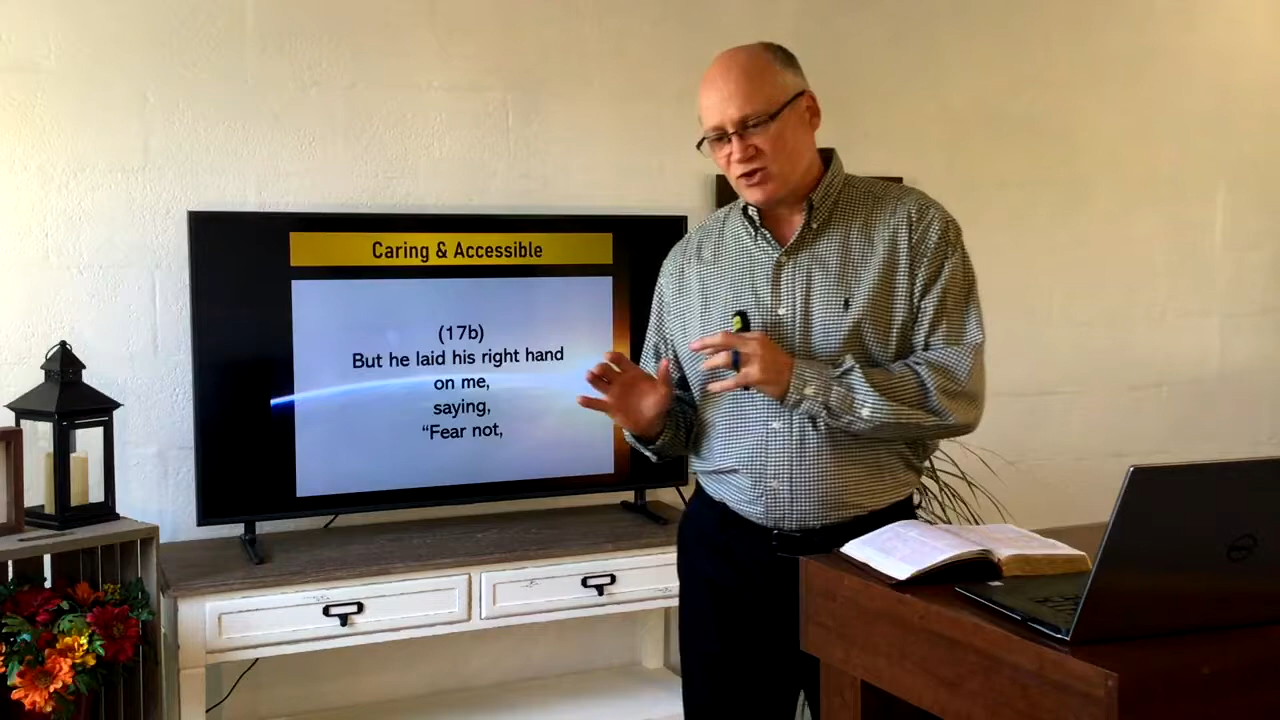 Caring & Accessible
(17b)
But he laid his right hand
on me,
saying,
“Fear not,